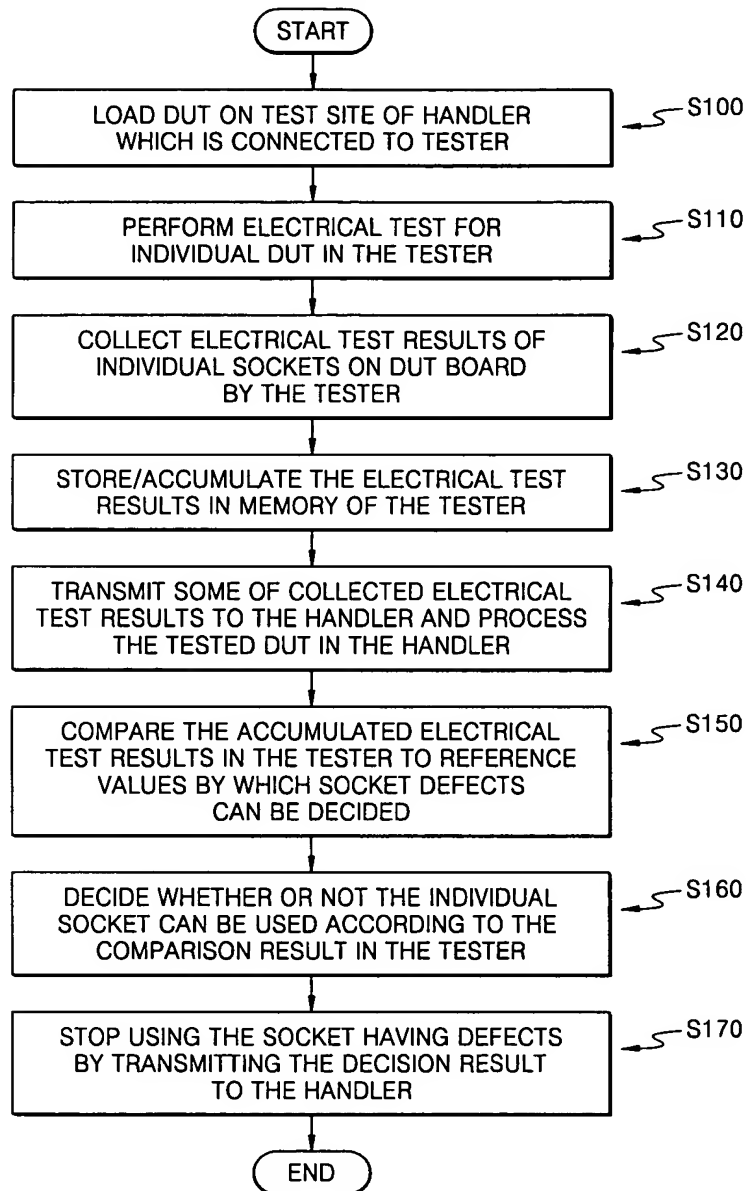 START
LOAD DUT ON TEST SITE OF HANDLER
WHICH IS CONNECTED TO TESTER
S100
PERFORM ELECTRICAL TEST FOR
INDIVIDUAL DUT IN THE TESTER
S110
COLLECT ELECTRICAL TEST RESULTS OF
INDIVIDUAL SOCKETS ON DUT BOARD
BY THE TESTER
S120
STORE/ACCUMULATE THE ELECTRICAL TEST
RESULTS IN MEMORY OF THE TESTER
S130
TRANSMIT SOME OF COLLECTED ELECTRICAL
TEST RESULTS TO THE HANDLER AND PROCESS
THE TESTED DUT IN THE HANDLER
S140
COMPARE THE ACCUMULATED ELECTRICAL
TEST RESULTS IN THE TESTER TO REFERENCE
VALUES BY WHICH SOCKET DEFECTS
CAN BE DECIDED
S150
DECIDE WHETHER OR NOT THE INDIVIDUAL
SOCKET CAN BE USED ACCORDING TO THE
COMPARISON RESULT IN THE TESTER
S160
STOP USING THE SOCKET HAVING DEFECTS
BY TRANSMITTING THE DECISION RESULT
TO THE HANDLER
S170
END